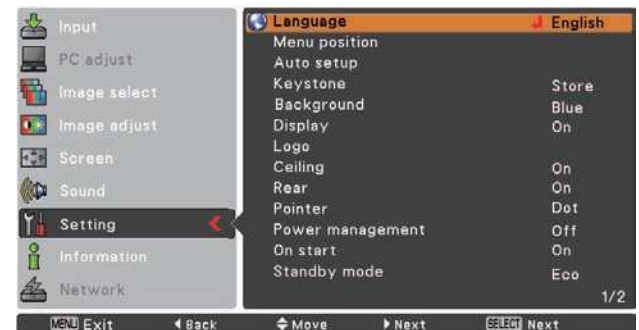 Input
PC adjust
Image select
Image adjust
Screen
Sound
Setting
Information
Network
Language English
Menu position
Auto setup
Keystone Store
Background Blue
Display On
Logo
Ceiling On
Rear On
Pointer Dot
Power management Off
On start On
Standby mode Eco
1/2
MENU Exit Back Move Next SELECT Next